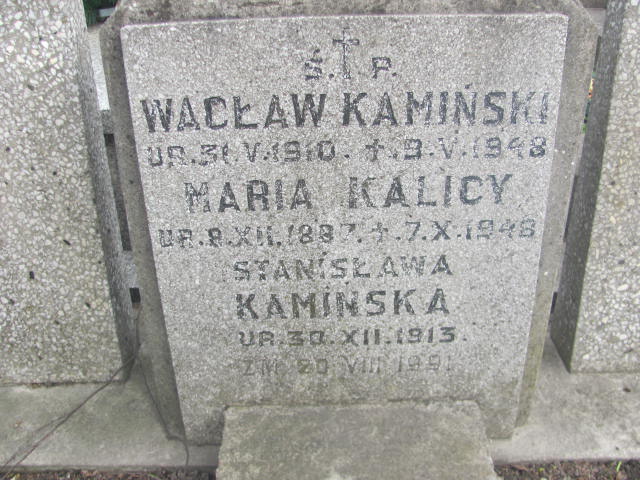 Ś.†P.
WACŁAW KAMIŃSKI
UR.31.V.1910. †.9.V.1948
MARIA KALICY
UR.8.XII.1887.†.7.X.1948
STANISŁAWA
KAMIŃSKA
UR.30.XII.1913.
ZM 20 VIII 1991